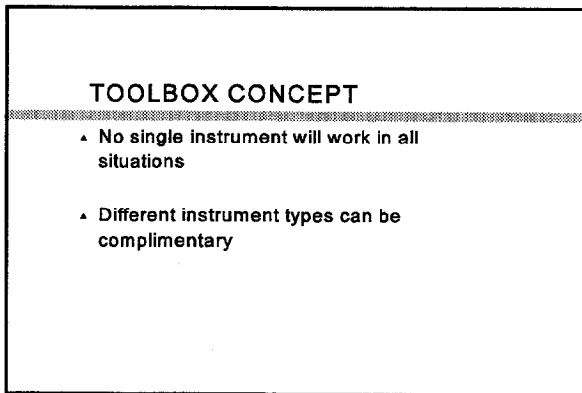 TOOLBOX CONCEPT
▴ No single instrument will work in all
situations
▴ Different instrument types can be
complimentary